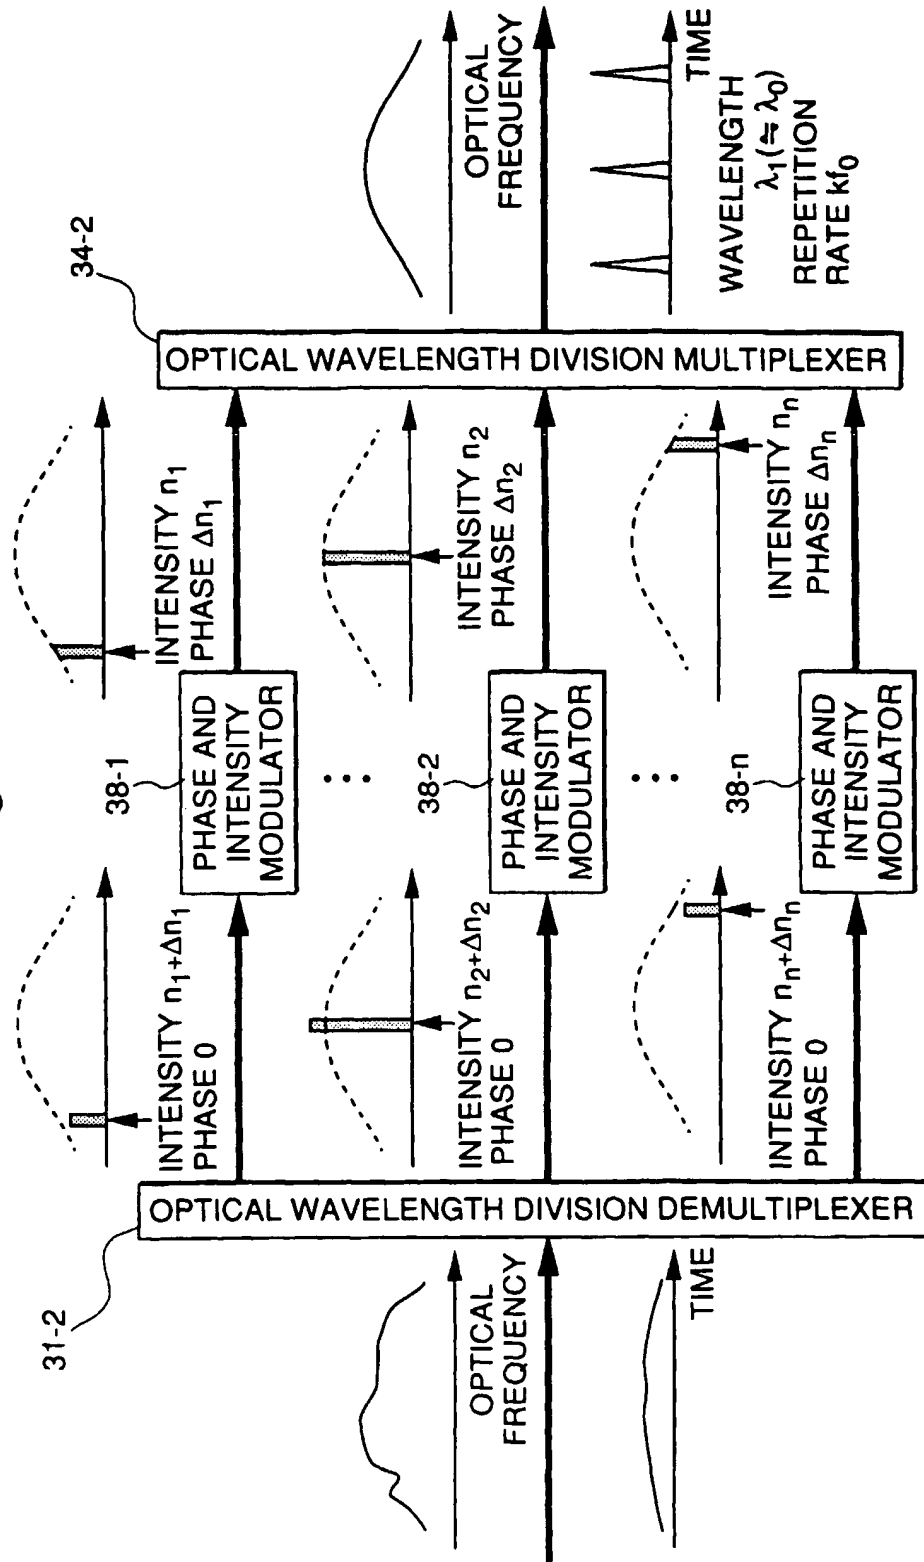 31-2
OPTICAL
FREQUENCY
TIME
OPTICAL WAVELENGTH DIVISION DEMULTIPLEXER
INTENSITY n1+Δn1
PHASE 0
INTENSITY n2+Δn2
PHASE 0
INTENSITY nn+Δnn
PHASE 0
38-1
PHASE AND
INTENSITY
MODULATOR
...
38-2
PHASE AND
INTENSITY
MODULATOR
...
38-n
PHASE AND
INTENSITY
MODULATOR
INTENSITY n1
PHASE Δn1
INTENSITY n2
PHASE Δn2
INTENSITY nn
PHASE Δnn
34-2
OPTICAL WAVELENGTH DIVISION MULTIPLEXER
OPTICAL
FREQUENCY
TIME
WAVELENGTH
λ1(≒ λ0)
REPETITION
RATE kf0